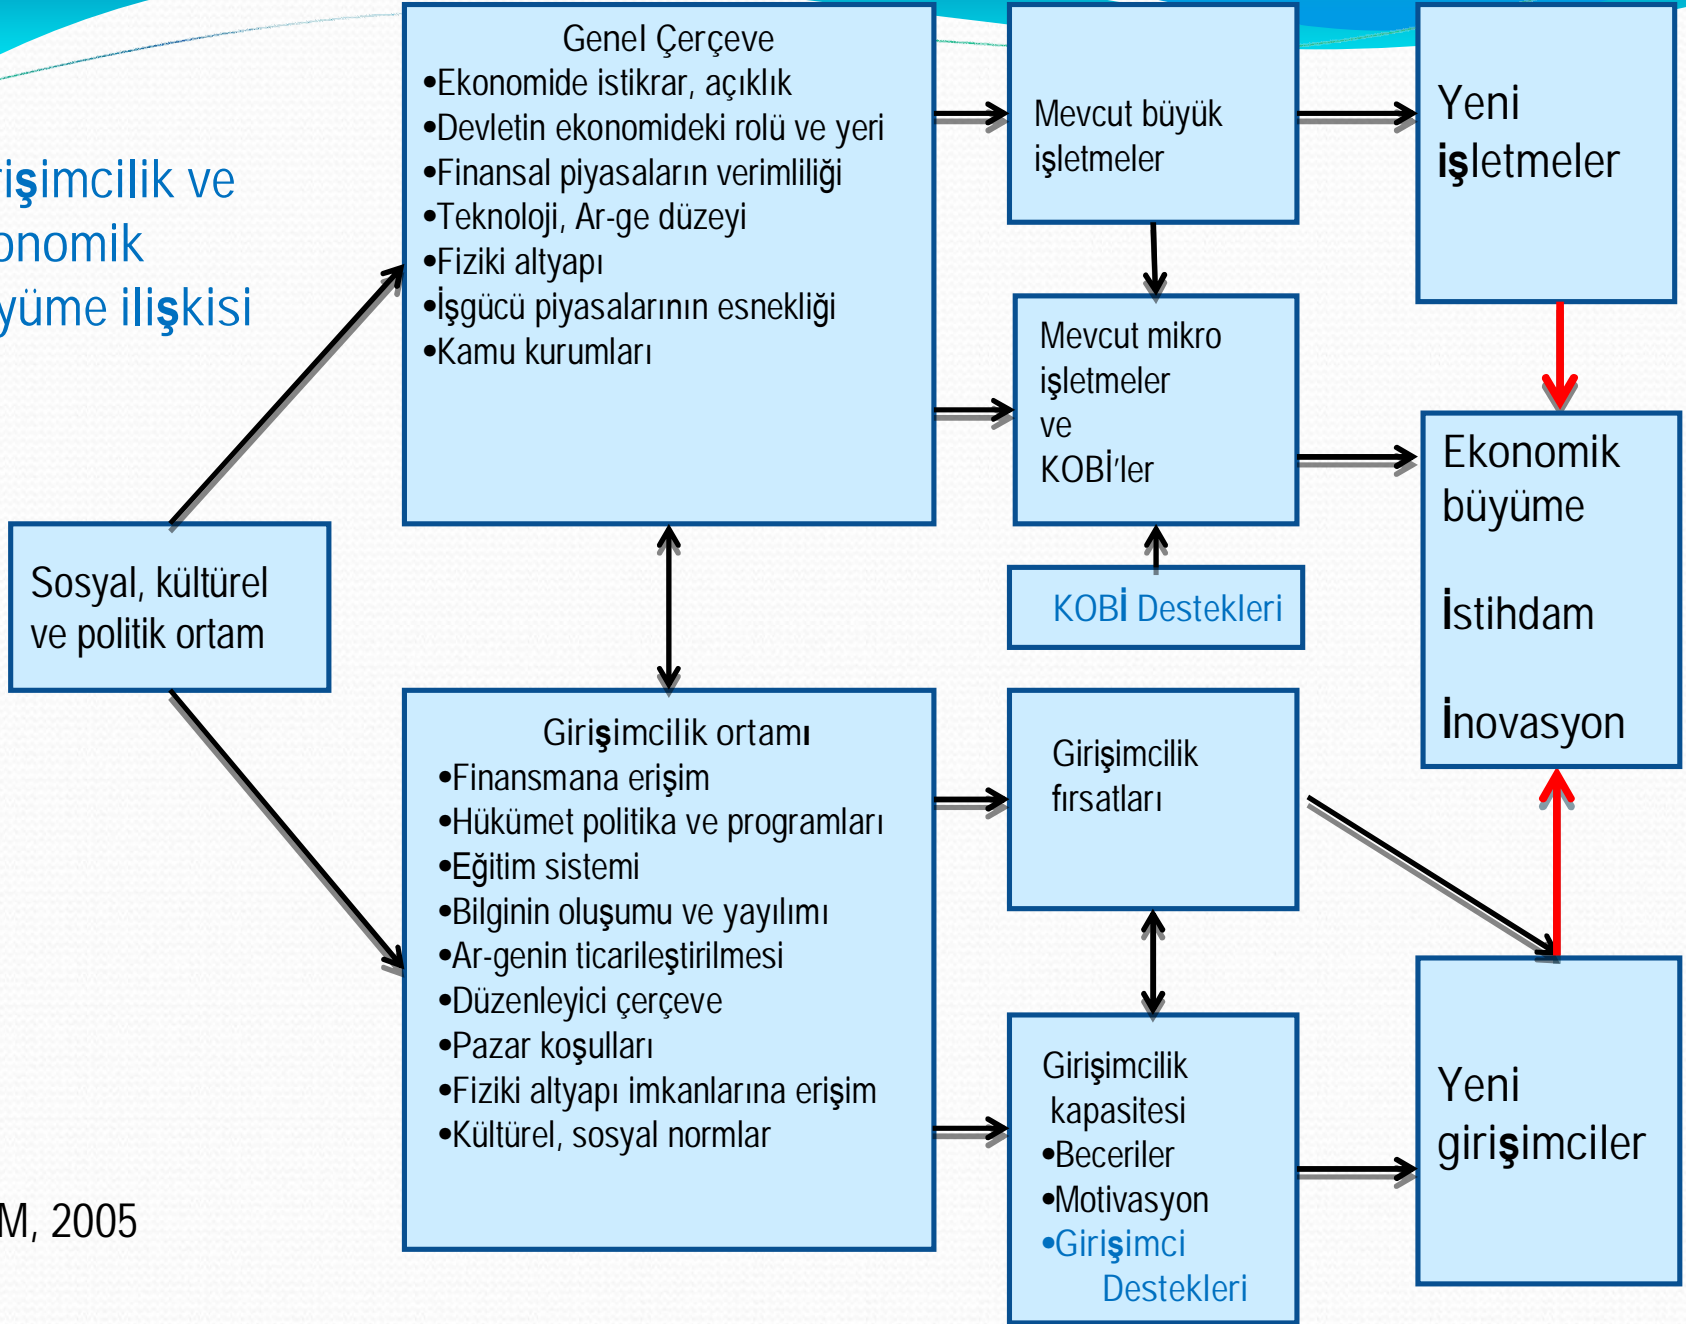 rişimcilik ve
onomik
yüme ilişkisi
Genel Çerçeve
•Ekonomide istikrar, açıklık
•Devletin ekonomideki rolü ve yeri
•Finansal piyasaların verimliliği
•Teknoloji, Ar-ge düzeyi
•Fiziki altyapı
•İşgücü piyasalarının esnekliği
•Kamu kurumları
Mevcut büyük
işletmeler
Yeni
işletmeler
Mevcut mikro
işletmeler
ve
KOBİ'ler
Ekonomik
büyüme
İstihdam
İnovasyon
KOBİ Destekleri
Sosyal, kültürel
ve politik ortam
Girişimcilik ortamı
•Finansmana erişim
•Hükümet politika ve programları
•Eğitim sistemi
•Bilginin oluşumu ve yayılımı
•Ar-genin ticarileştirilmesi
•Düzenleyici çerçeve
•Pazar koşulları
•Fiziki altyapı imkanlarına erişim
•Kültürel, sosyal normlar
Girişimcilik
fırsatları
Girişimcilik
kapasitesi
•Beceriler
•Motivasyon
•Girişimci
Destekleri
Yeni
girişimciler
M, 2005